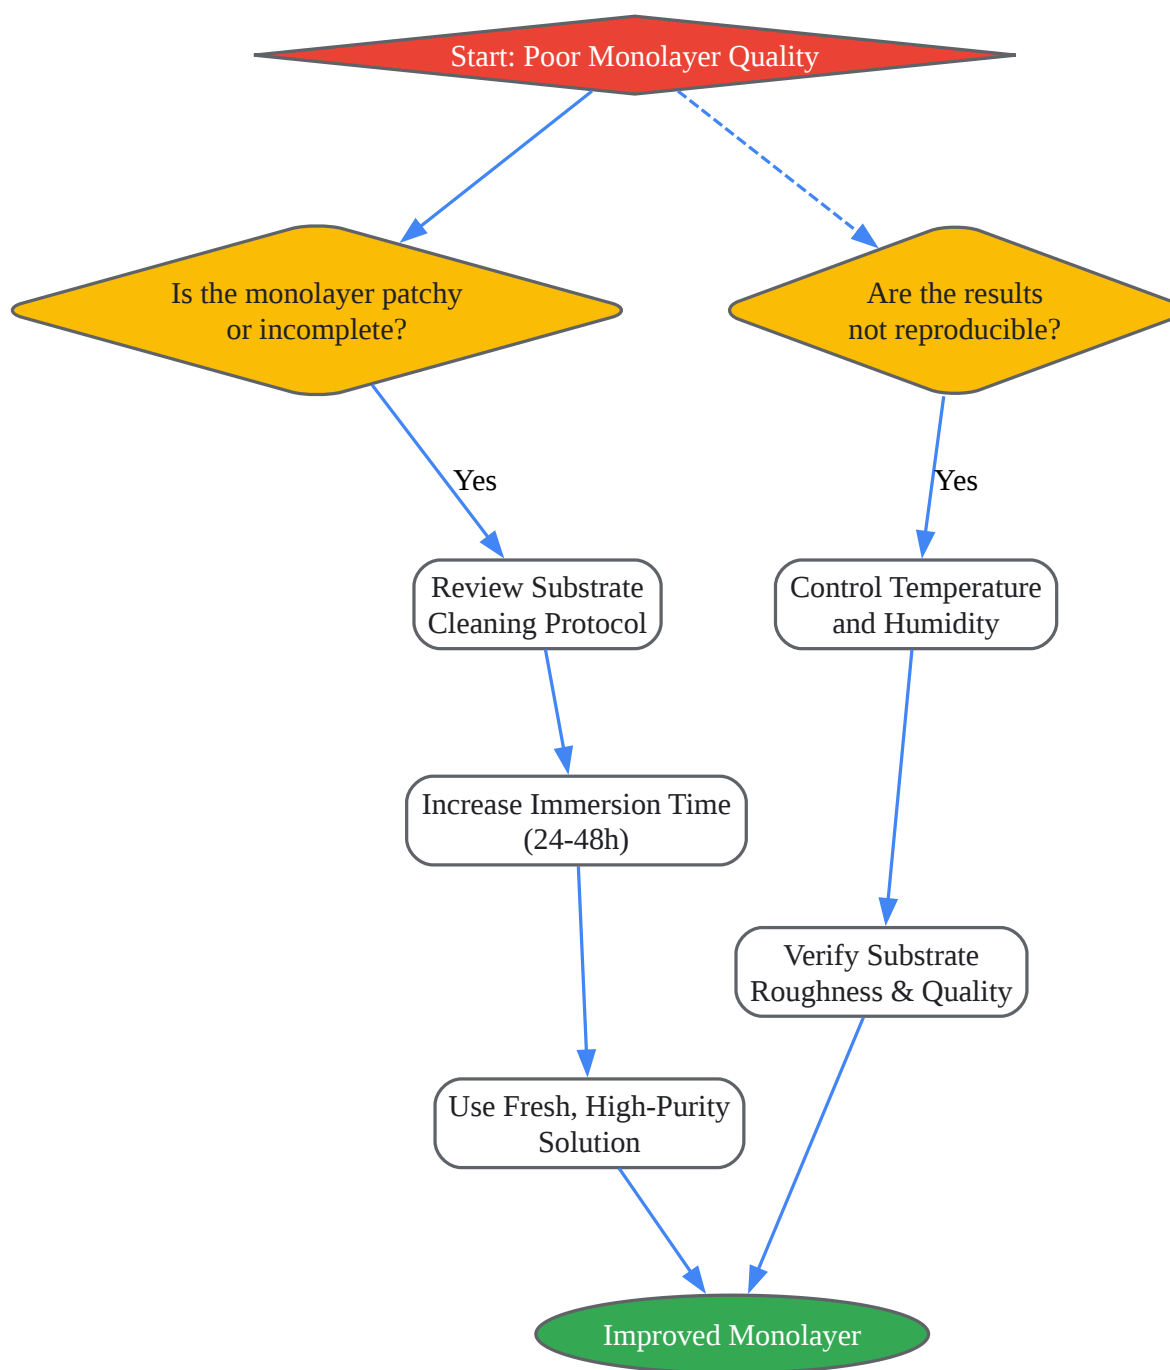 Start: Poor Monolayer Quality
Is the monolayer patchy
or incomplete?
Are the results
not reproducible?
Yes
Yes
Review Substrate
Cleaning Protocol
Control Temperature
and Humidity
Increase Immersion Time
(24-48h)
Verify Substrate
Roughness & Quality
Use Fresh, High-Purity
Solution
Improved Monolayer